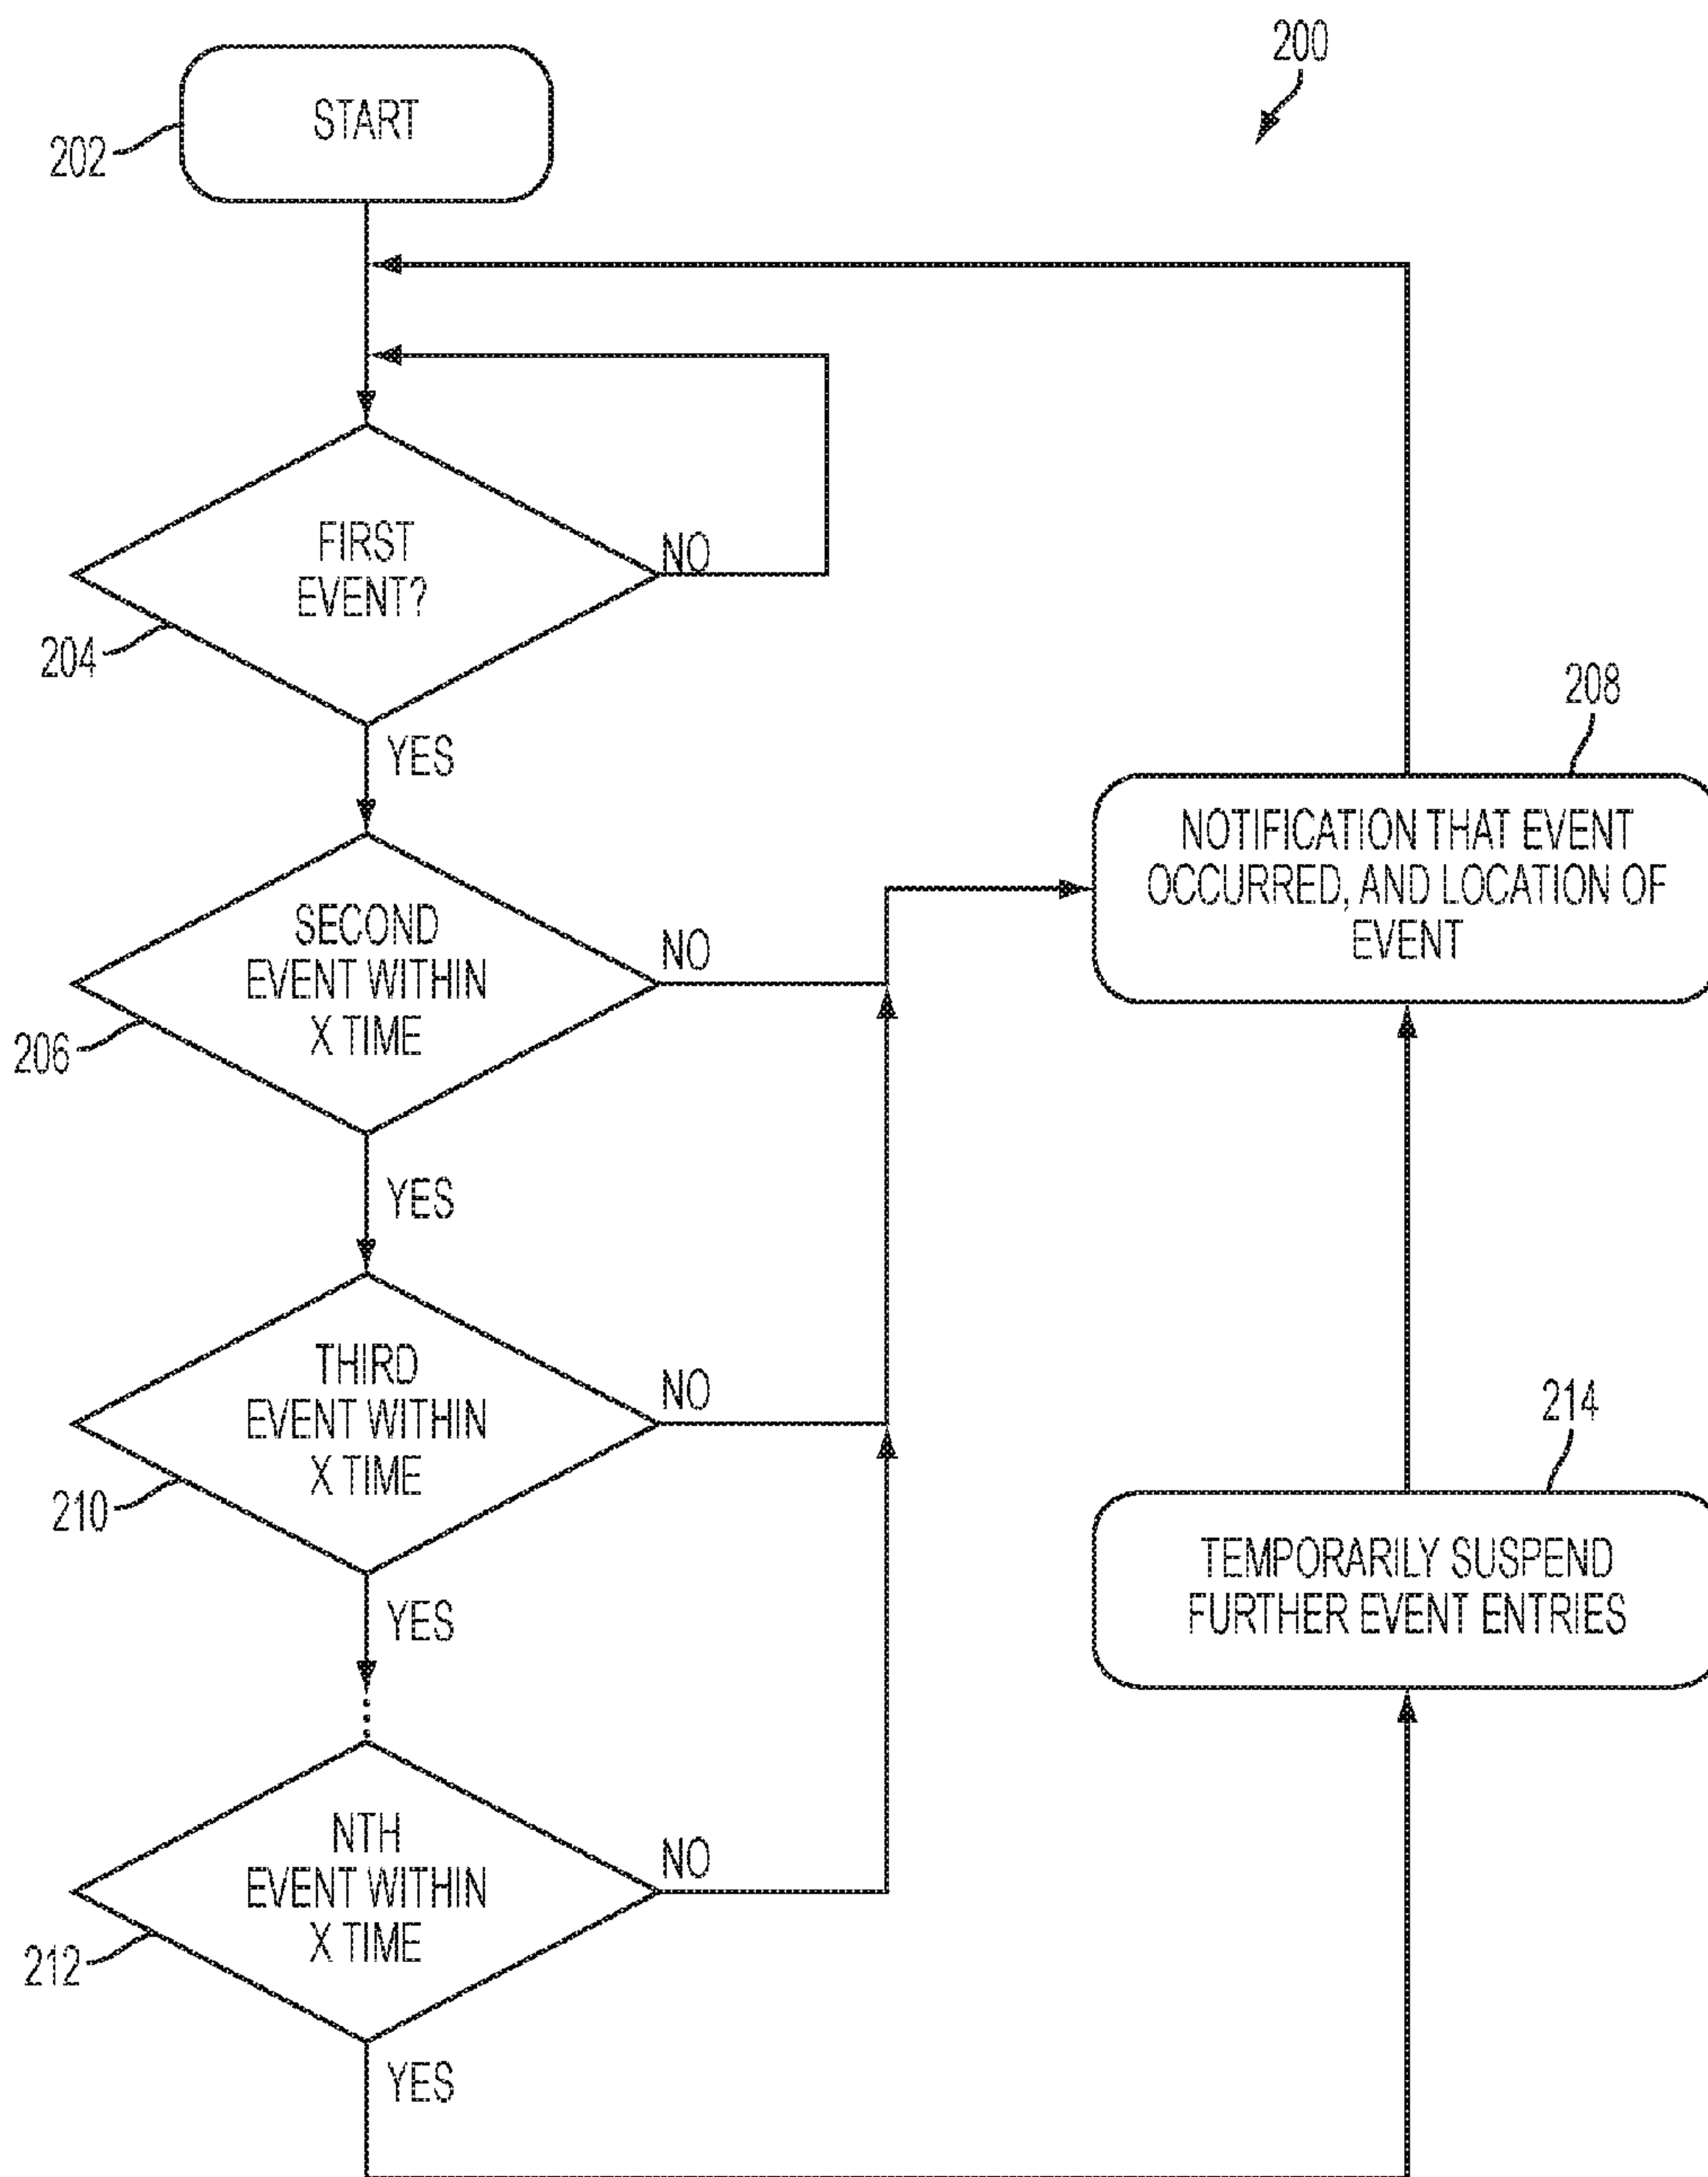 200
START
202
FIRST
EVENT?
NO
204
YES
208
NOTIFICATION THAT EVENT
OCCURRED, AND LOCATION OF
EVENT
SECOND
EVENT WITHIN
X TIME
NO
206
YES
THIRD
EVENT WITHIN
X TIME
NO
210
YES
214
TEMPORARILY SUSPEND
FURTHER EVENT ENTRIES
NTH
EVENT WITHIN
X TIME
NO
212
YES